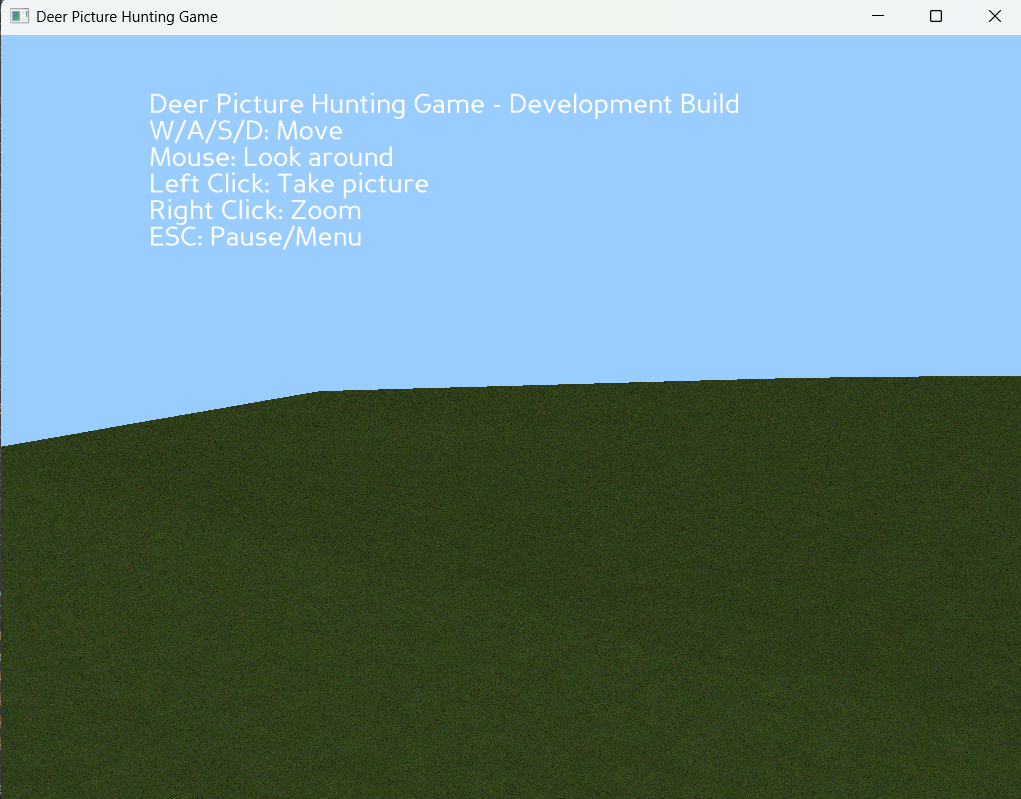 Deer Picture Hunting Game
Deer Picture Hunting Game - Development Build
W/A/S/D: Move
Mouse: Look around
Left Click: Take picture
Right Click: Zoom
ESC: Pause/Menu